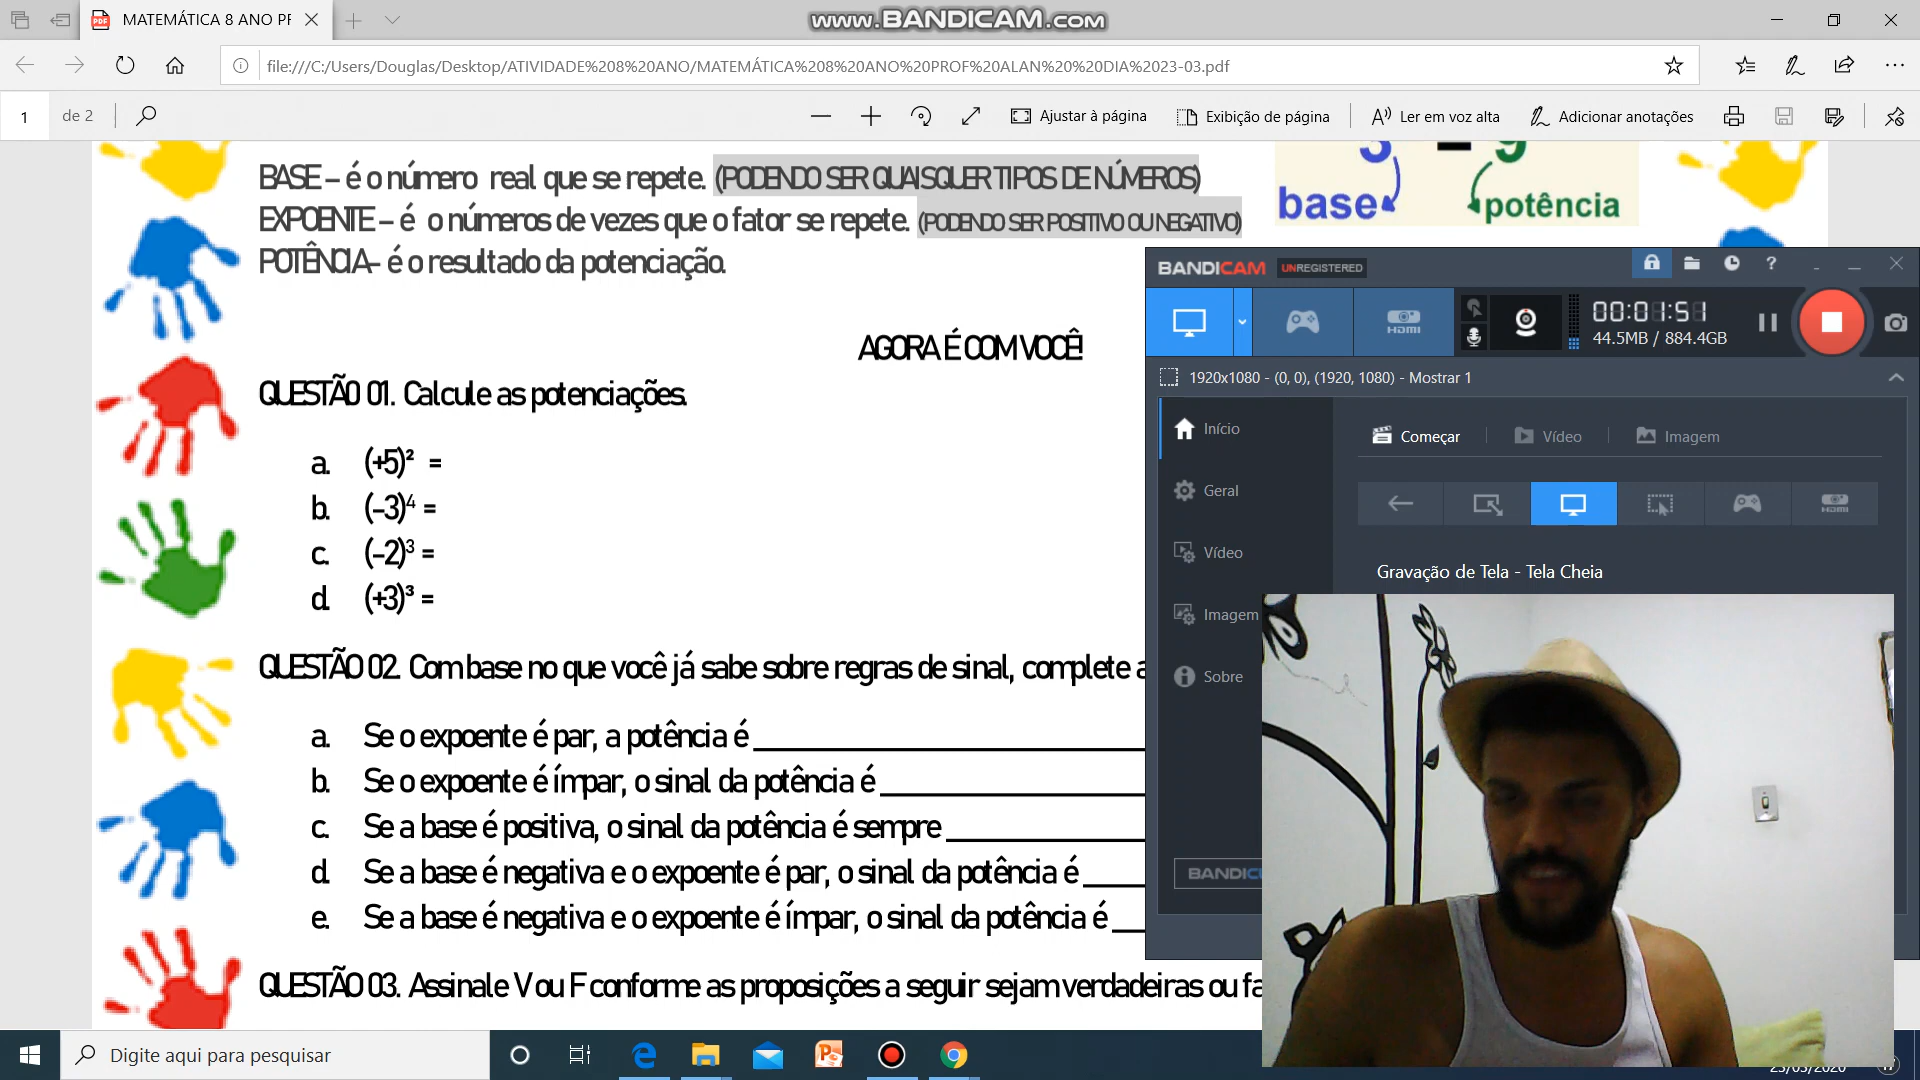 MATEMÁTICA 8 ANO PF
www.BANDICAM.com
file:///C:/Users/Douglas/Desktop/ATIVIDADE%208%20ANO/MATEMÁTICA%208%20ANO%20PROF%20ALAN%20%20DIA%2023-03.pdf
1 de 2
Ajustar à página
Exibição de página
Ler em voz alta
Adicionar anotações
BASE – é o número real que se repete. (PODENDO SER QUAISQUER TIPOS DE NÚMEROS)
EXPOENTE – é o números de vezes que o fator se repete. (PODENDO SER POSITIVO OU NEGATIVO)
POTÊNCIA– é o resultado da potenciação.
3 = 9
base
potência
AGORA É COM VOCÊ!
QUESTÃO 01. Calcule as potenciações.
a. (+5)² =
b. (–3)⁴ =
c. (–2)³ =
d. (+3)³ =
QUESTÃO 02. Com base no que você já sabe sobre regras de sinal, complete a
a. Se o expoente é par, a potência é
b. Se o expoente é ímpar, o sinal da potência é
c. Se a base é positiva, o sinal da potência é sempre
d. Se a base é negativa e o expoente é par, o sinal da potência é
e. Se a base é negativa e o expoente é ímpar, o sinal da potência é
QUESTÃO 03. Assinale V ou F conforme as proposições a seguir sejam verdadeiras ou fa
BANDICAM UNREGISTERED
HDMI
00:01:51
44.5MB / 884.4GB
1920x1080 - (0, 0), (1920, 1080) - Mostrar 1
Início
Geral
Vídeo
Imagem
Sobre
Começar
Vídeo
Imagem
HDMI
Gravação de Tela - Tela Cheia
BANDIC
Digite aqui para pesquisar